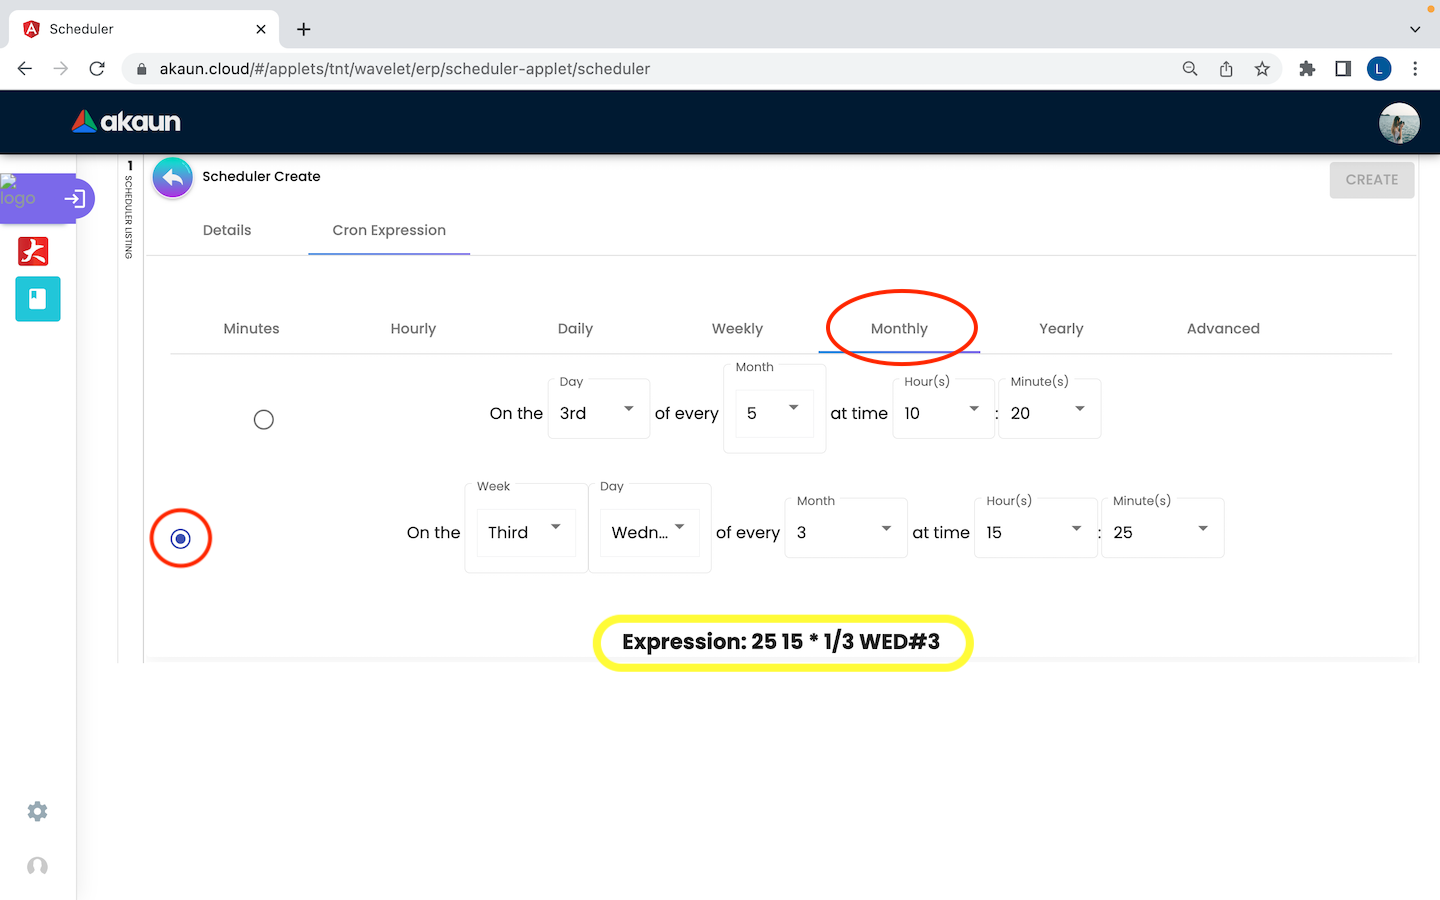 Scheduler
akaun.cloud/#/applets/tnt/wavelet/erp/scheduler-applet/scheduler
L
akaun
logo
1
SCHEDULER LISTING
Scheduler Create
CREATE
Details
Cron Expression
Minutes
Hourly
Daily
Weekly
Monthly
Yearly
Advanced
Day
Month
Hour(s)
Minute(s)
On the 3rd of every 5 at time 10 : 20
Week
Day
Month
Hour(s)
Minute(s)
On the Third Wedn... of every 3 at time 15 : 25
Expression: 25 15 * 1/3 WED#3